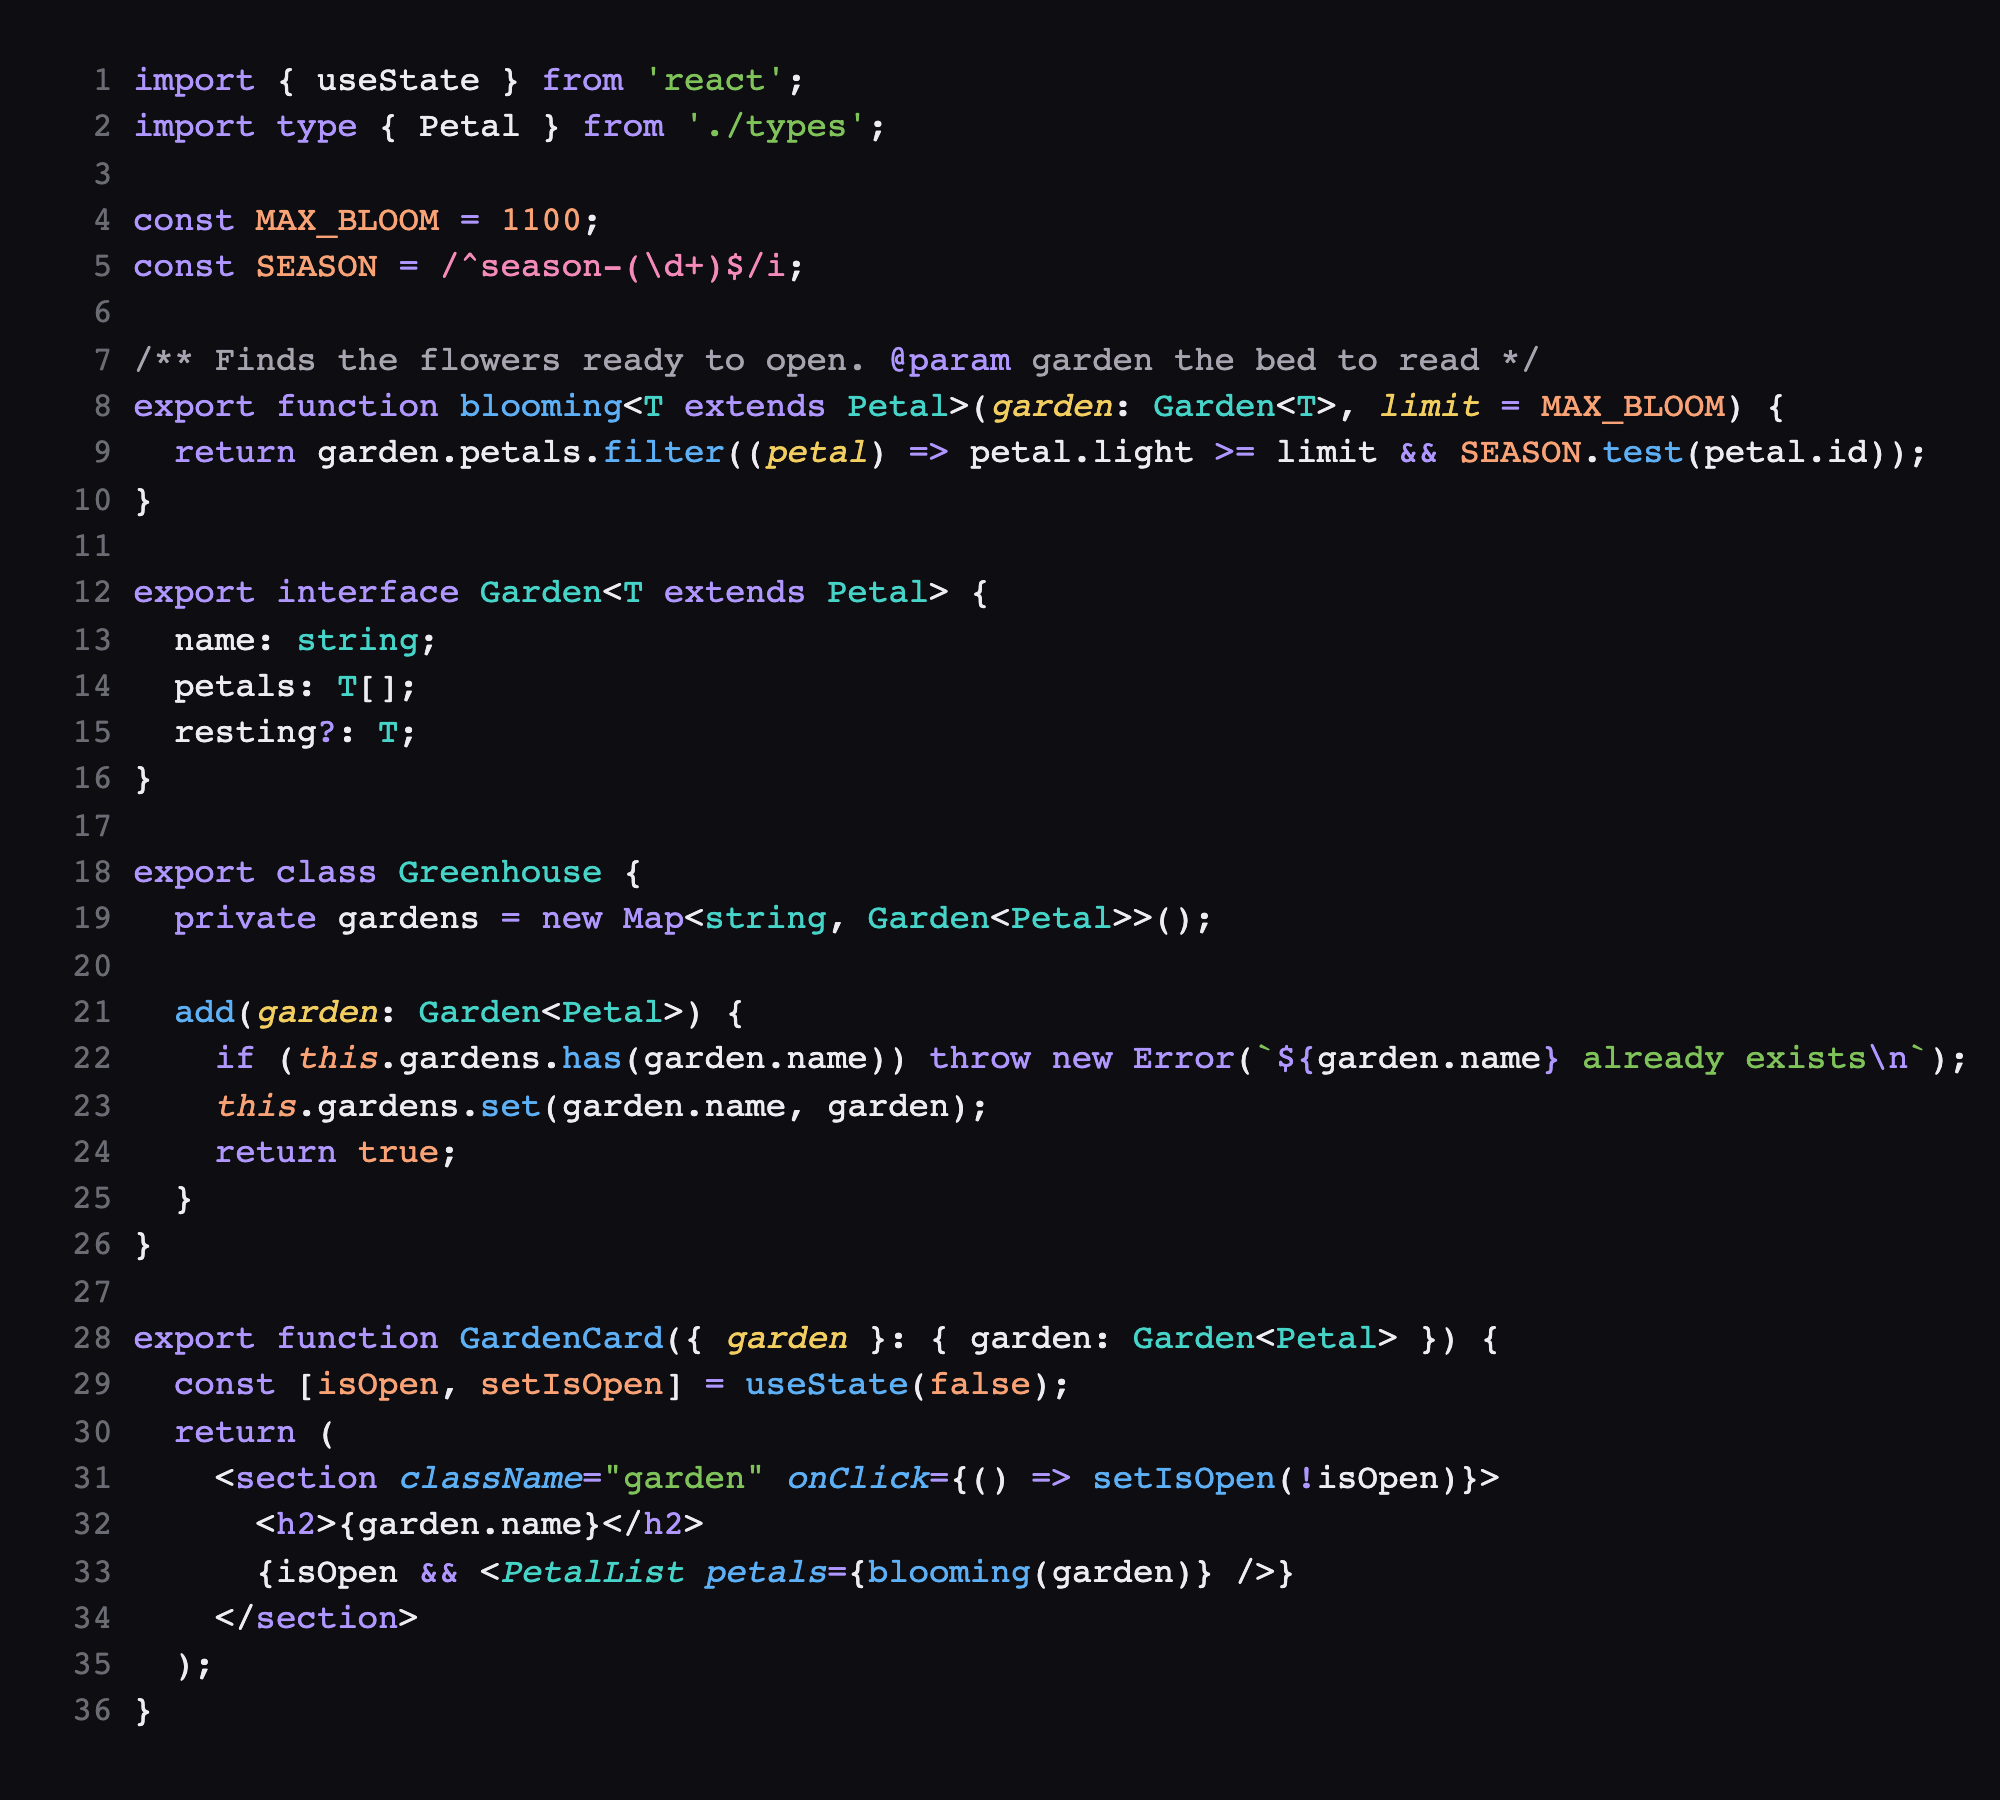 1 import { useState } from 'react';
2 import type { Petal } from './types';
3
4 const MAX_BLOOM = 1100;
5 const SEASON = /^season-(\d+)$/i;
6
7 /** Finds the flowers ready to open. @param garden the bed to read */
8 export function blooming<T extends Petal>(garden: Garden<T>, limit = MAX_BLOOM) {
9   return garden.petals.filter((petal) => petal.light >= limit && SEASON.test(petal.id));
10 }
11
12 export interface Garden<T extends Petal> {
13   name: string;
14   petals: T[];
15   resting?: T;
16 }
17
18 export class Greenhouse {
19   private gardens = new Map<string, Garden<Petal>>();
20
21   add(garden: Garden<Petal>) {
22     if (this.gardens.has(garden.name)) throw new Error(`${garden.name} already exists\n`);
23     this.gardens.set(garden.name, garden);
24     return true;
25   }
26 }
27
28 export function GardenCard({ garden }: { garden: Garden<Petal> }) {
29   const [isOpen, setIsOpen] = useState(false);
30   return (
31     <section className="garden" onClick={() => setIsOpen(!isOpen)}>
32       <h2>{garden.name}</h2>
33       {isOpen && <PetalList petals={blooming(garden)} />}
34     </section>
35   );
36 }